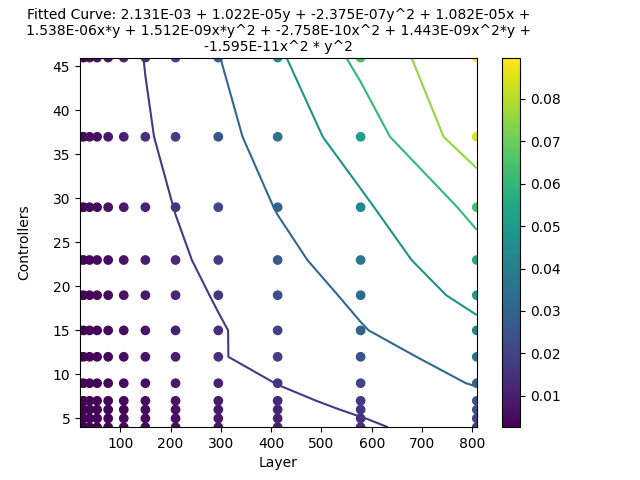 Fitted Curve: 2.131E-03 + 1.022E-05y + -2.375E-07y^2 + 1.082E-05x +
1.538E-06x*y + 1.512E-09x*y^2 + -2.758E-10x^2 + 1.443E-09x^2*y +
-1.595E-11x^2 * y^2
45
40
35
30
25
20
15
10
5
Controllers
100 200 300 400 500 600 700 800
Layer
0.08
0.07
0.06
0.05
0.04
0.03
0.02
0.01